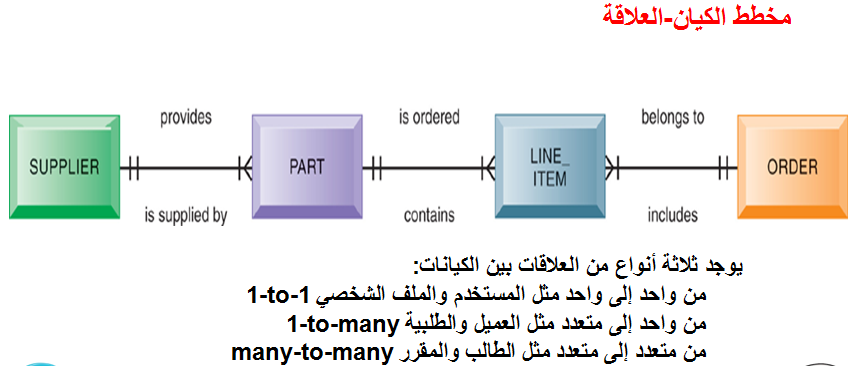 مخطط الكيان-العلاقة
provides
is ordered
belongs to
SUPPLIER
PART
LINE_
ITEM
ORDER
is supplied by
contains
includes
يوجد ثلاثة أنواع من العلاقات بين الكيانات:
من واحد إلى واحد مثل المستخدم والملف الشخصي 1-to-1
من واحد إلى متعدد مثل العميل والطلبية 1-to-many
من متعدد إلى متعدد مثل الطالب والمقرر many-to-many